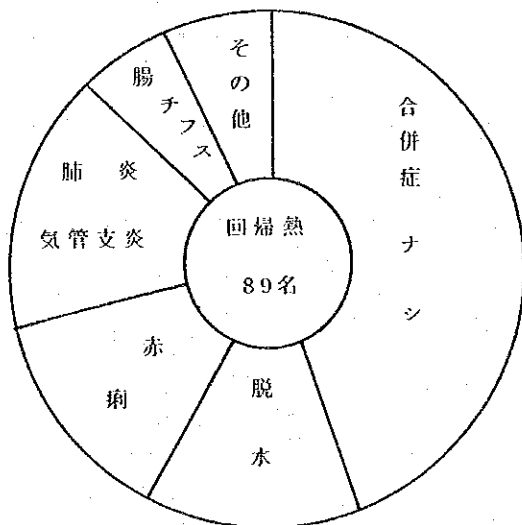 回帰熱
89名
合併症ナシ
脱水
赤痢
肺炎
気管支炎
腸チフス
その他